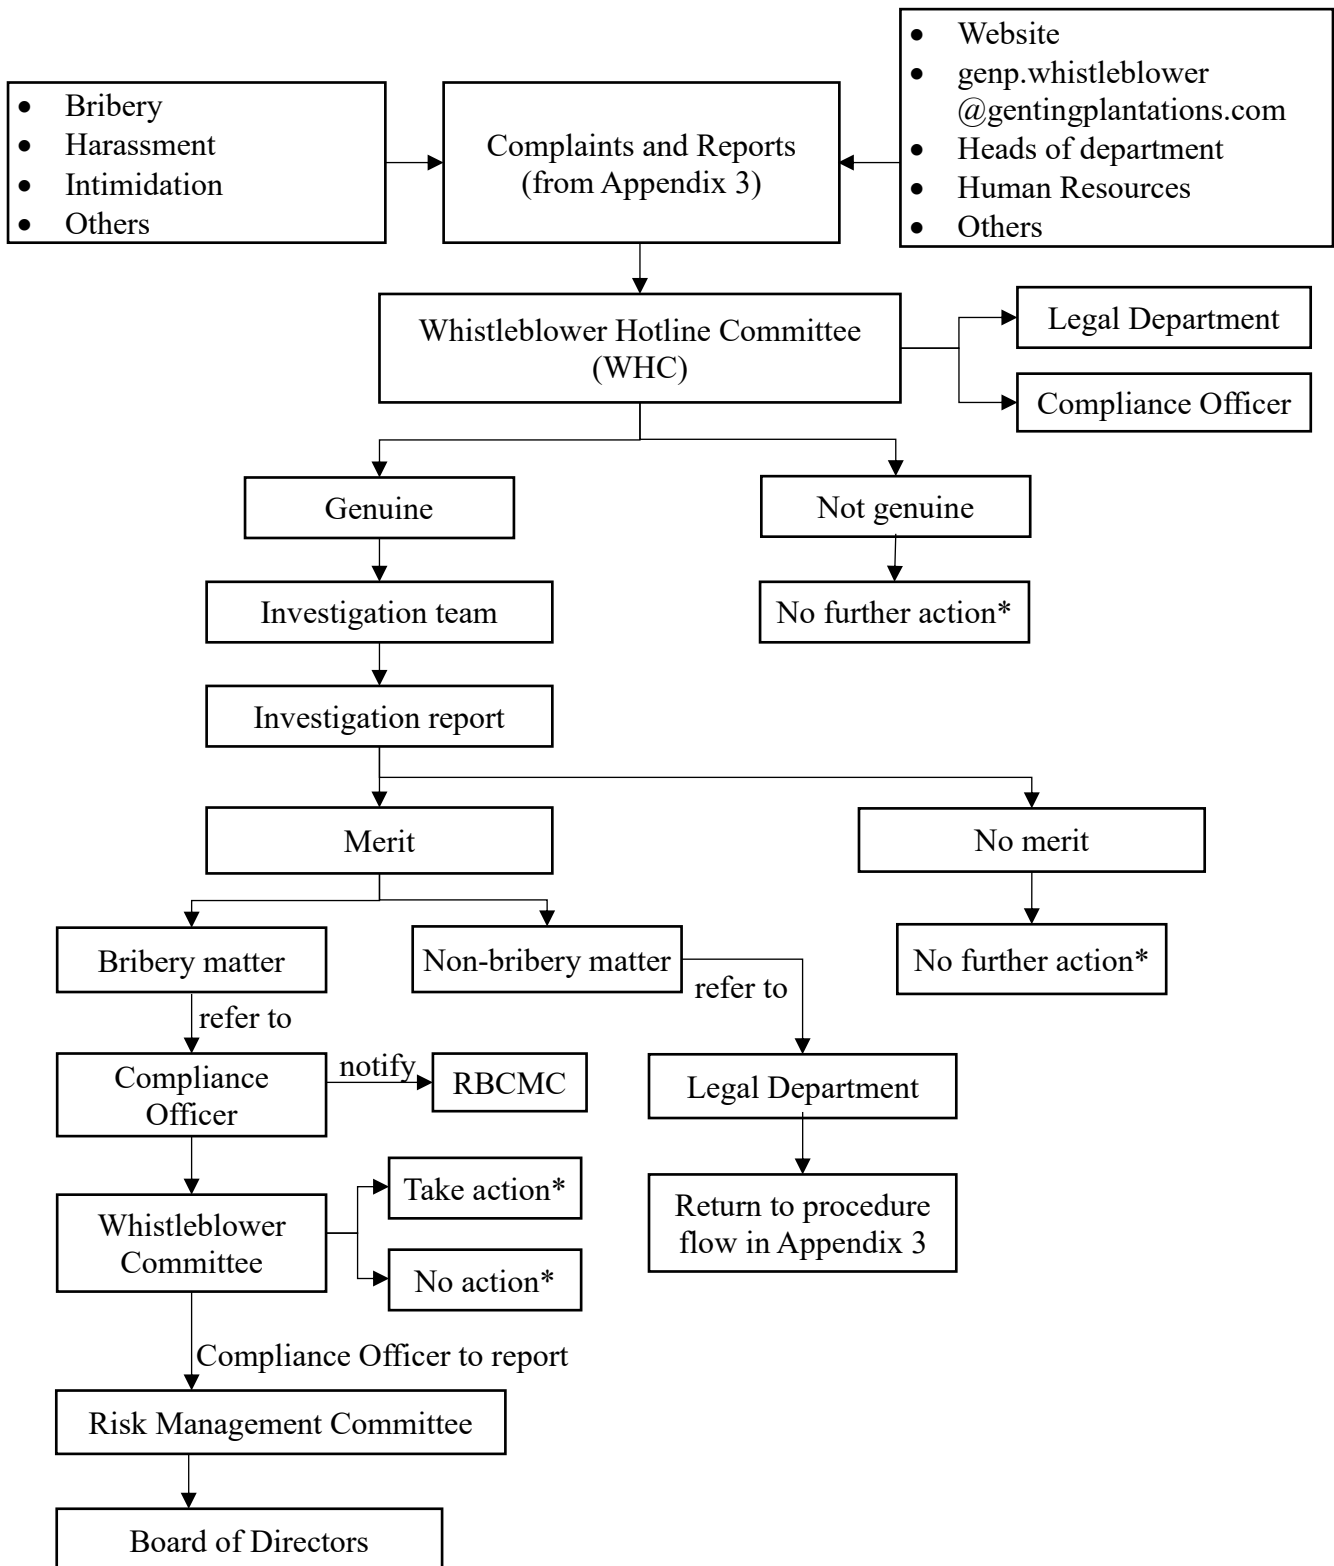 • Bribery
• Harassment
• Intimidation
• Others
Complaints and Reports
(from Appendix 3)
• Website
• genp.whistleblower
@gentingplantations.com
• Heads of department
• Human Resources
• Others
Whistleblower Hotline Committee
(WHC)
Legal Department
Compliance Officer
Genuine
Not genuine
Investigation team
No further action*
Investigation report
Merit
No merit
Bribery matter
Non-bribery matter
No further action*
refer to
refer to
Compliance
Officer
notify
RBCMC
Legal Department
Whistleblower
Committee
Take action*
No action*
Return to procedure
flow in Appendix 3
Compliance Officer to report
Risk Management Committee
Board of Directors